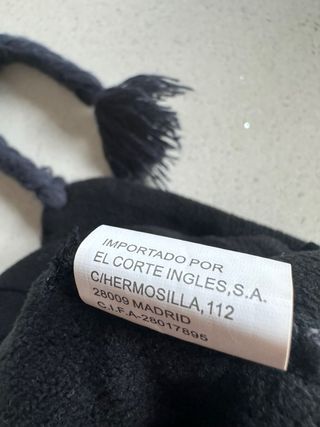 IMPORTADO POR
EL CORTE INGLES,S.A.
C/HERMOSILLA,112
28009 MADRID
C.I.F.A-28017895